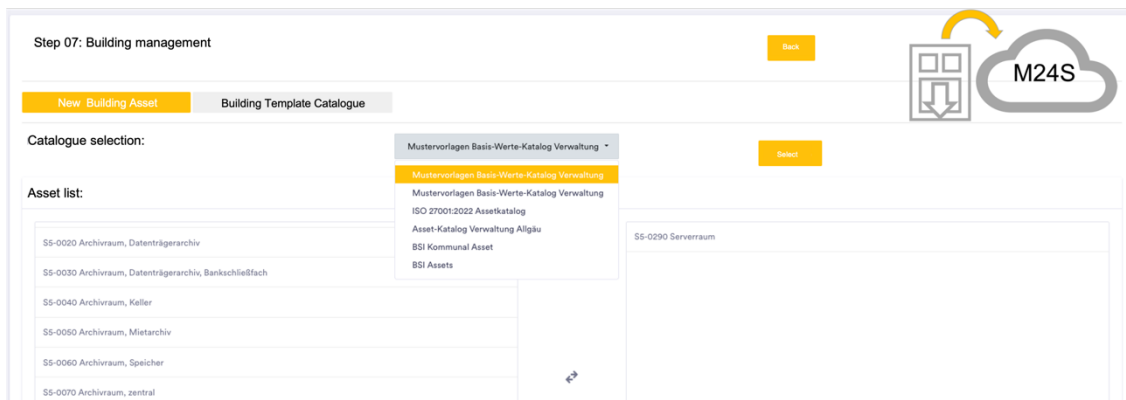 Step 07: Building management
Back
M24S
New Building Asset
Building Template Catalogue
Catalogue selection:
Mustervorlagen Basis-Werte-Katalog Verwaltung
Select
Mustervorlagen Basis-Werte-Katalog Verwaltung
Mustervorlagen Basis-Werte-Katalog Verwaltung
ISO 27001:2022 Assetkatalog
Asset-Katalog Verwaltung Allgäu
BSI Kommunal Asset
BSI Assets
Asset list:
S5-0020 Archivraum, Datenträgerarchiv
S5-0030 Archivraum, Datenträgerarchiv, Bankschließfach
S5-0040 Archivraum, Keller
S5-0050 Archivraum, Mietarchiv
S5-0060 Archivraum, Speicher
S5-0070 Archivraum, zentral
S5-0290 Serverraum